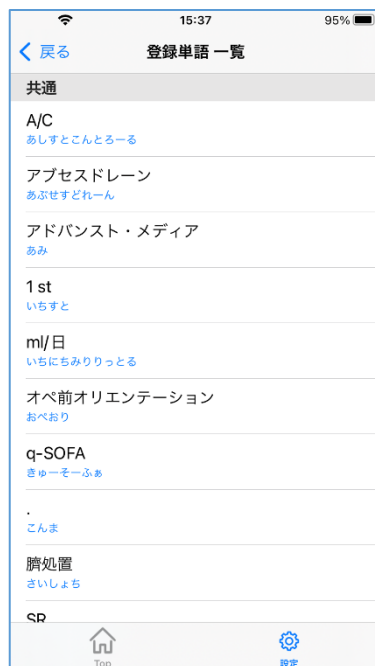 15:37
95%
戻る
登録単語 一覧
共通
A/C
あしすとこんとろーる
アブセスドレーン
あぶせすどれーん
アドバンスト・メディア
あみ
1 st
いちすと
ml/日
いちにちみりりっとる
オペ前オリエンテーション
おぺおり
q-SOFA
きゅーそーふぁ
.
こんま
臍処置
さいしょち
SR
Top
設定